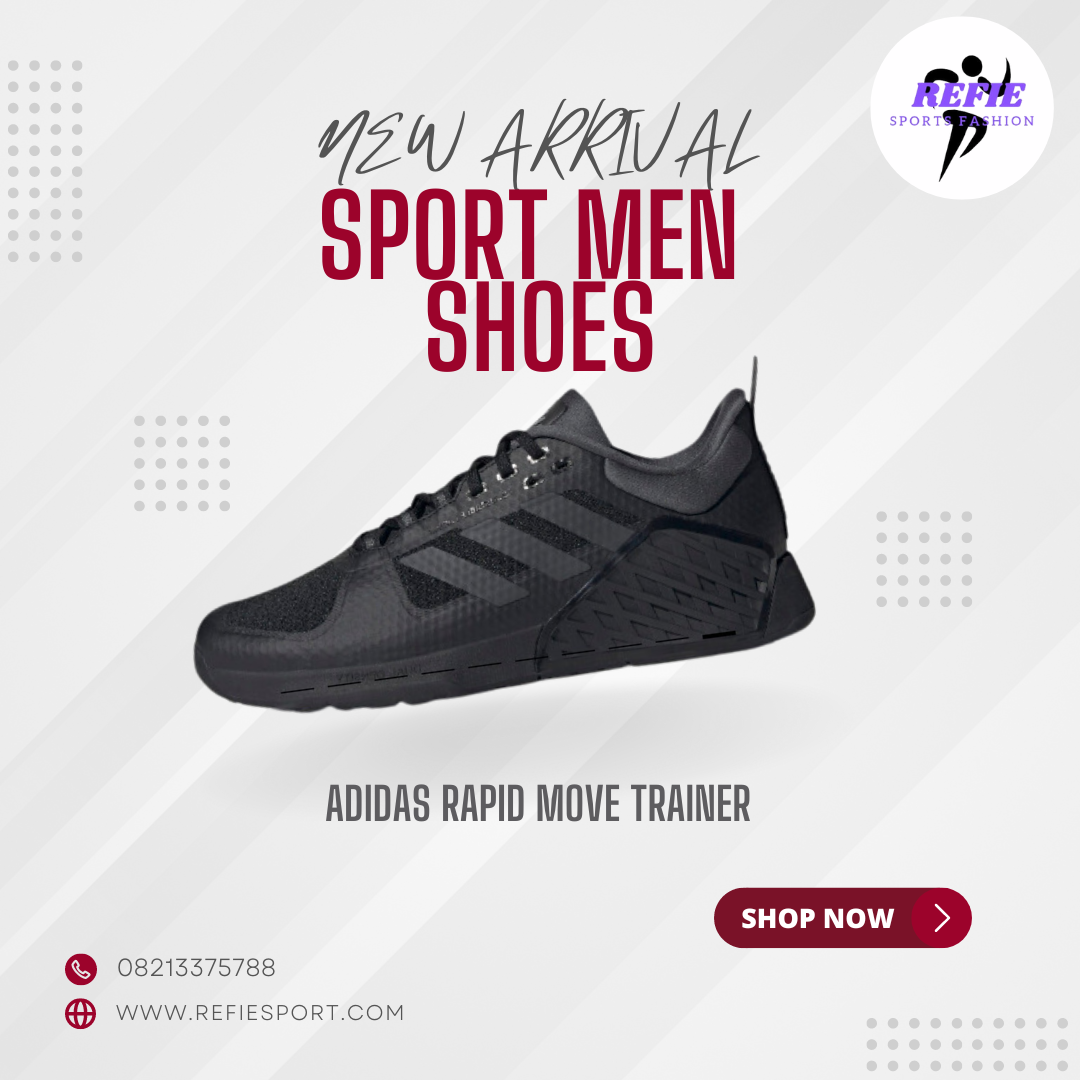 REFIE
SPORTS FASHION
NEW ARRIVAL
SPORT MEN
SHOES
ADIDAS RAPID MOVE TRAINER
SHOP NOW
08213375788
WWW.REFIESPORT.COM